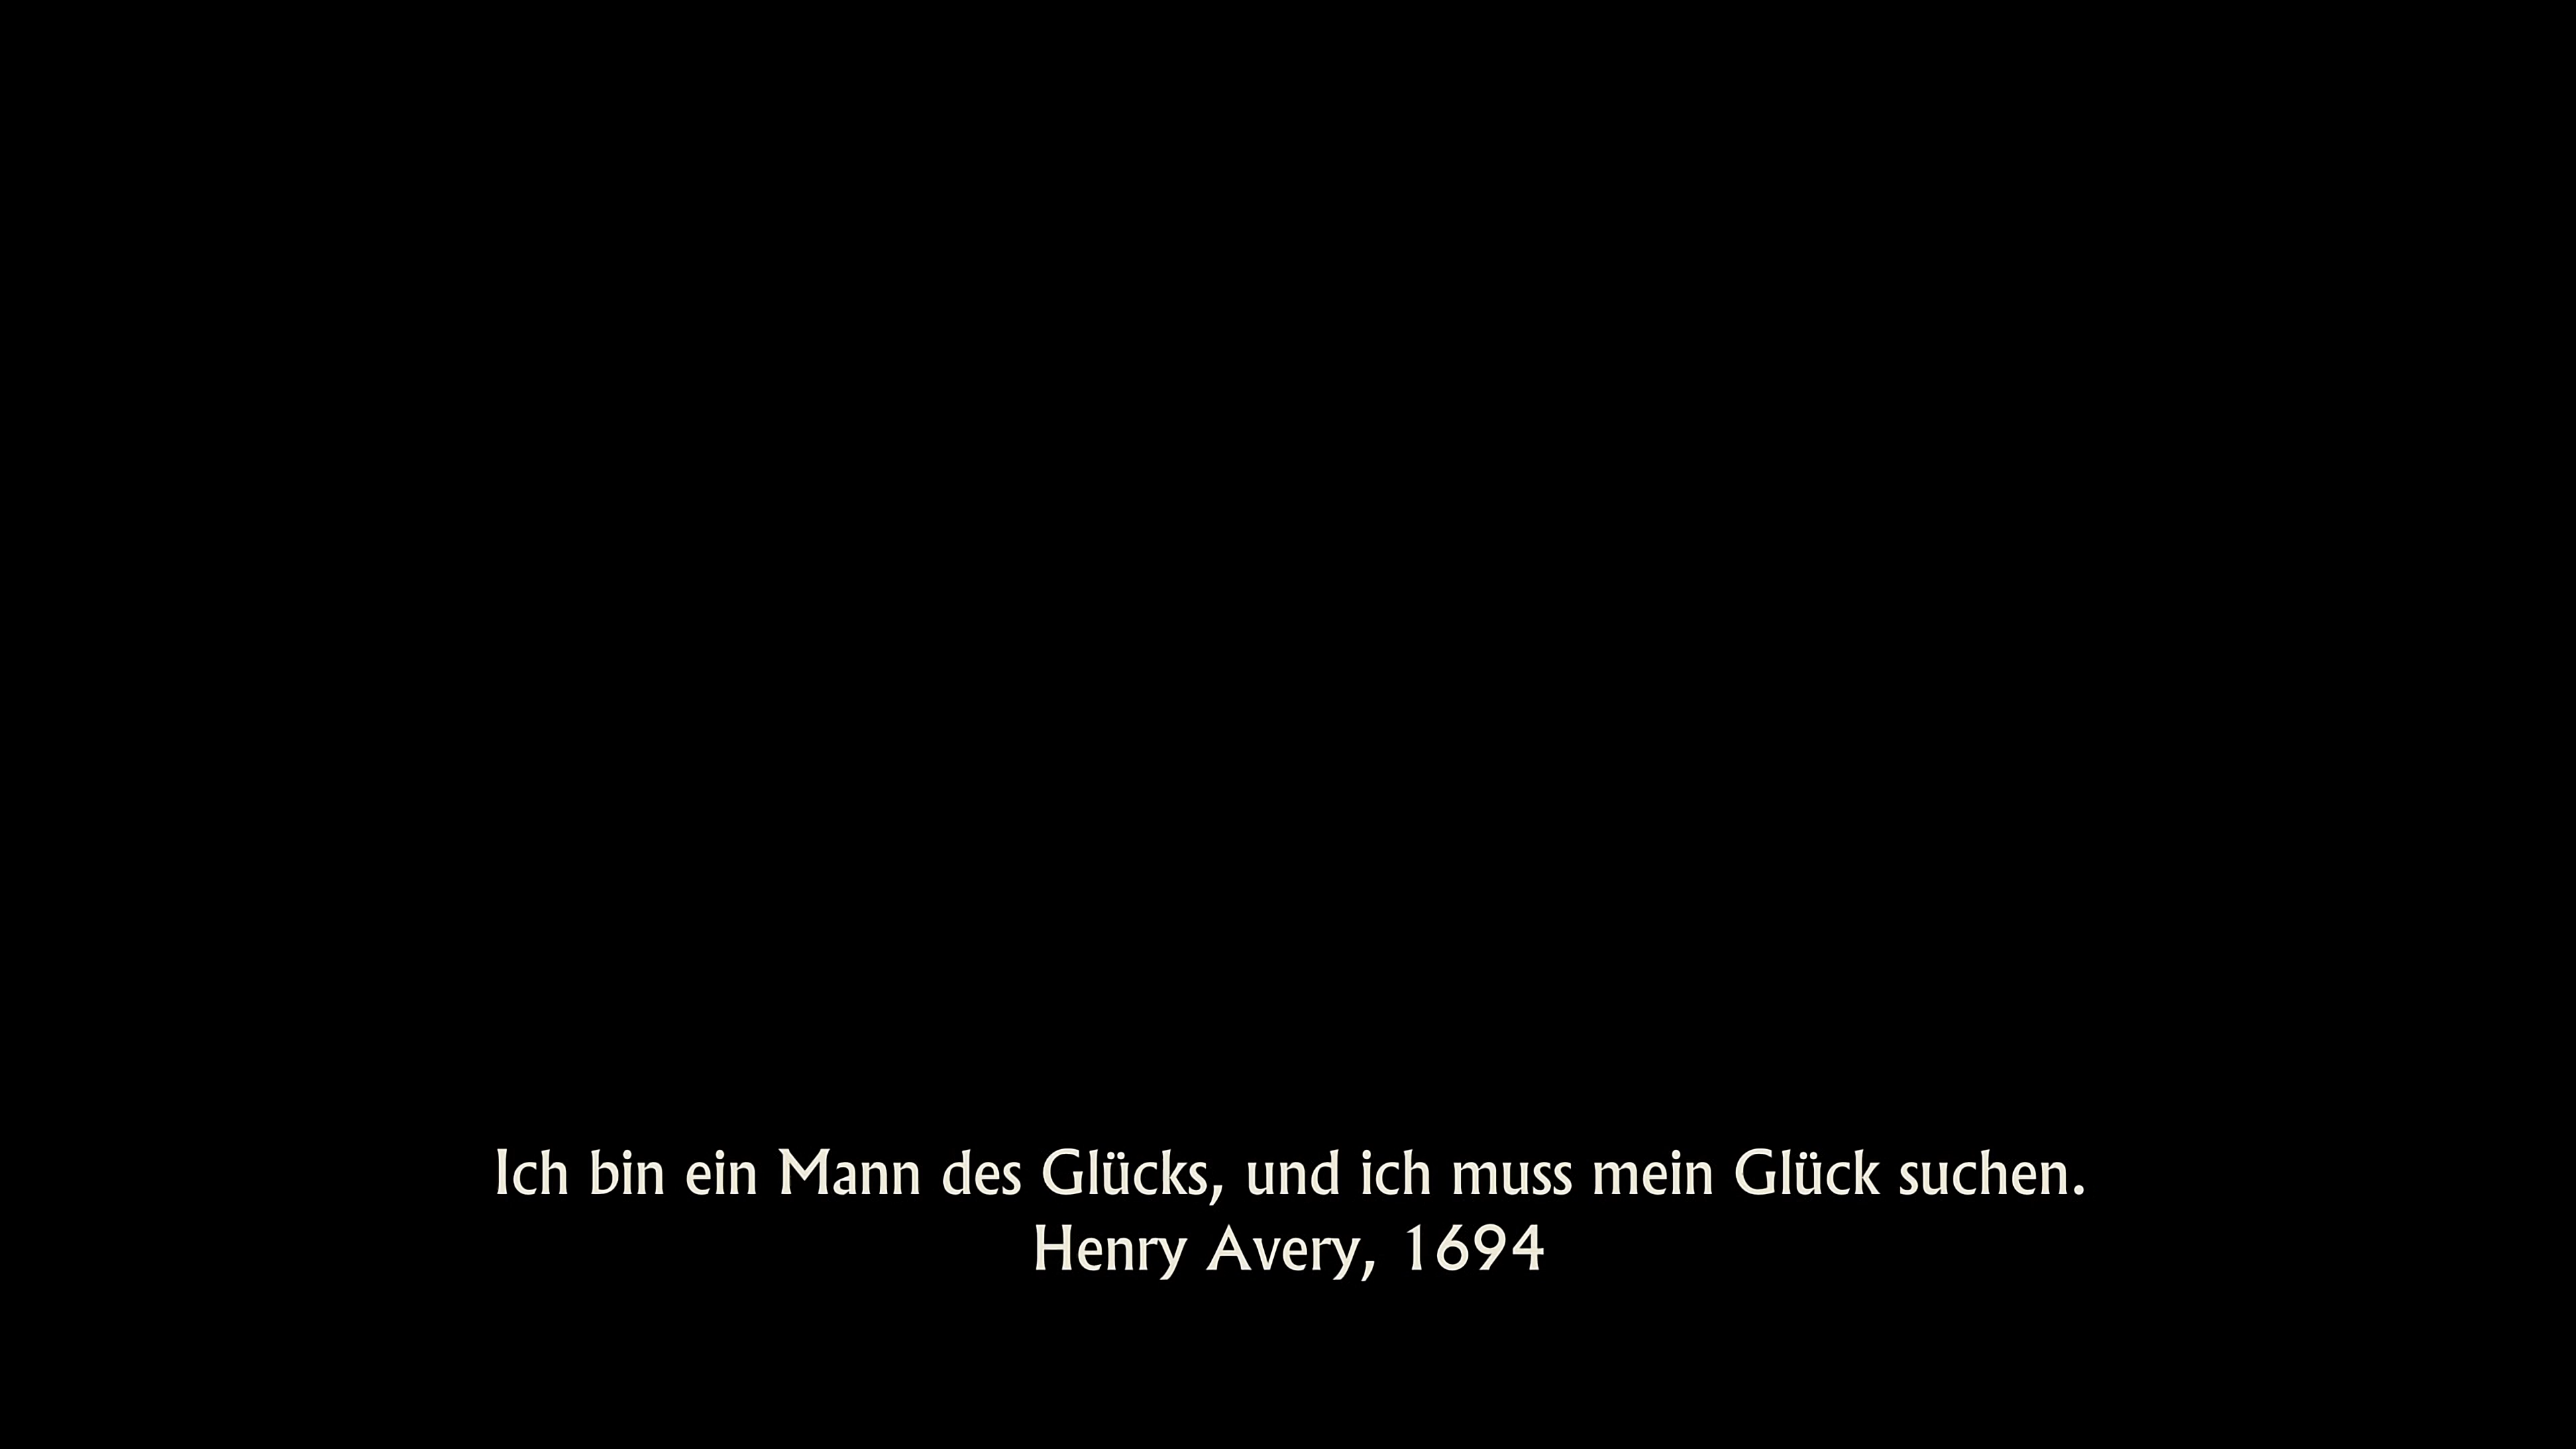 Ich bin ein Mann des Glücks, und ich muss mein Glück suchen.
Henry Avery, 1694